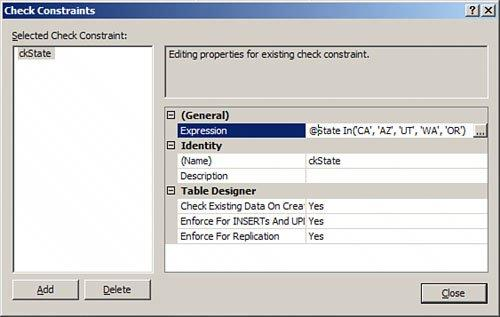 Check Constraints
Selected Check Constraint:
ckState
Editing properties for existing check constraint.
(General)
Expression @State In('CA', 'AZ', 'UT', 'WA', 'OR') ...
Identity
(Name) ckState
Description
Table Designer
Check Existing Data On Creat Yes
Enforce For INSERTs And UPI Yes
Enforce For Replication Yes
Add Delete
Close